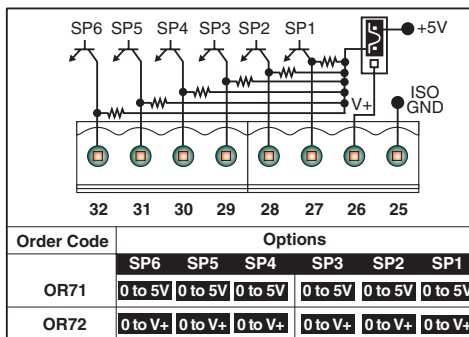 SP6 SP5 SP4 SP3 SP2 SP1
+5V
V+
ISO
GND
32 31 30 29 28 27 26 25
Order Code Options
SP6 SP5 SP4 SP3 SP2 SP1
OR71 0 to 5V 0 to 5V 0 to 5V 0 to 5V 0 to 5V 0 to 5V
OR72 0 to V+ 0 to V+ 0 to V+ 0 to V+ 0 to V+ 0 to V+